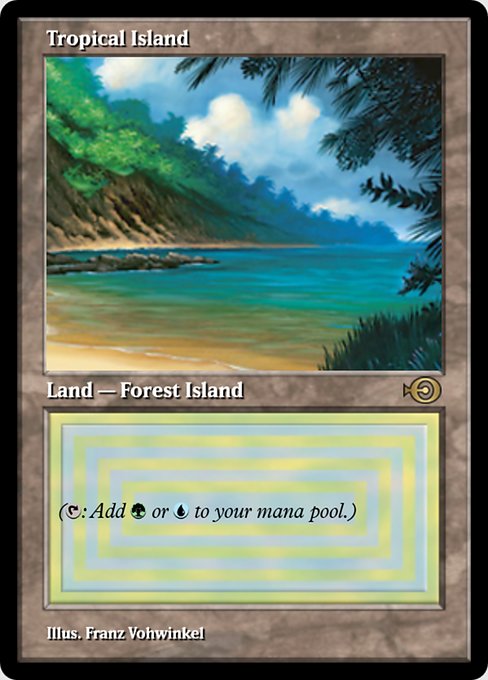 Tropical Island
Land — Forest Island
(: Add or to your mana pool.)
Illus. Franz Vohwinkel